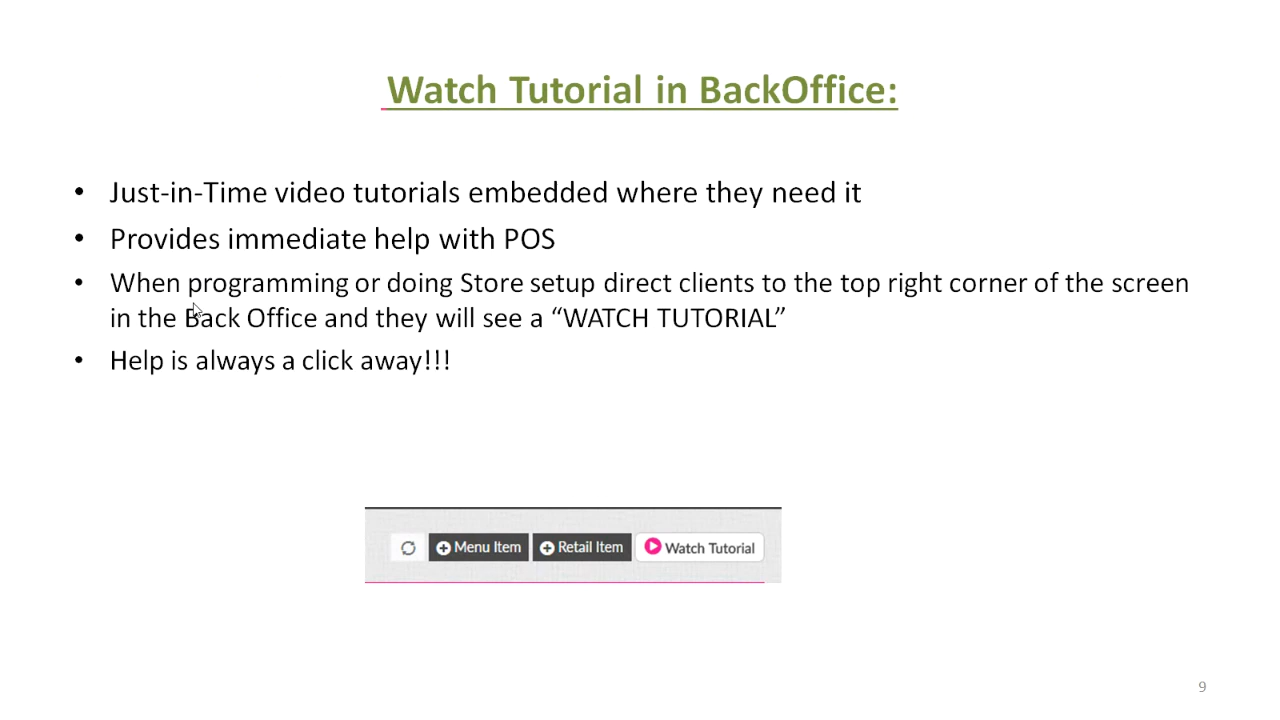 Watch Tutorial in BackOffice:
• Just-in-Time video tutorials embedded where they need it
• Provides immediate help with POS
• When programming or doing Store setup direct clients to the top right corner of the screen
in the Back Office and they will see a “WATCH TUTORIAL”
• Help is always a click away!!!
Menu Item Retail Item Watch Tutorial
9